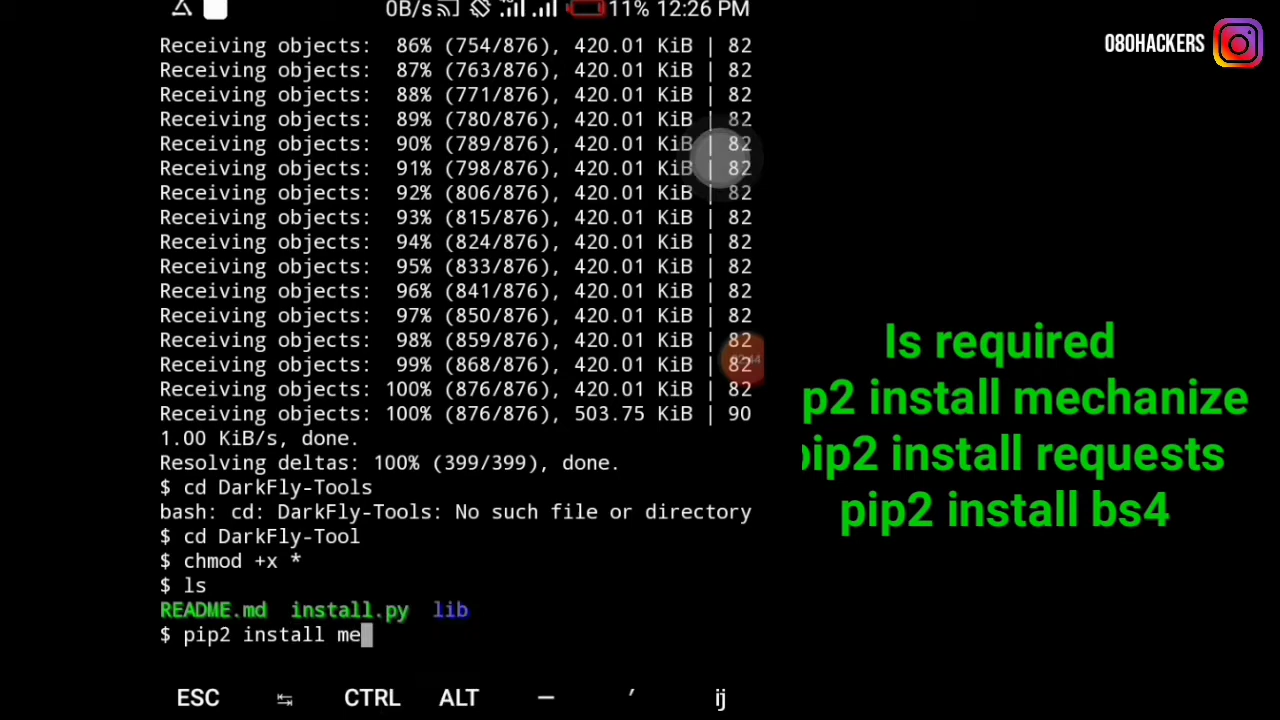 0B/s 11% 12:26 PM
080HACKERS
Receiving objects: 86% (754/876), 420.01 KiB | 82
Receiving objects: 87% (763/876), 420.01 KiB | 82
Receiving objects: 88% (771/876), 420.01 KiB | 82
Receiving objects: 89% (780/876), 420.01 KiB | 82
Receiving objects: 90% (789/876), 420.01 KiB | 82
Receiving objects: 91% (798/876), 420.01 KiB | 82
Receiving objects: 92% (806/876), 420.01 KiB | 82
Receiving objects: 93% (815/876), 420.01 KiB | 82
Receiving objects: 94% (824/876), 420.01 KiB | 82
Receiving objects: 95% (833/876), 420.01 KiB | 82
Receiving objects: 96% (841/876), 420.01 KiB | 82
Receiving objects: 97% (850/876), 420.01 KiB | 82
Receiving objects: 98% (859/876), 420.01 KiB | 82
Receiving objects: 99% (868/876), 420.01 KiB | 82
Receiving objects: 100% (876/876), 420.01 KiB | 82
Receiving objects: 100% (876/876), 503.75 KiB | 90
1.00 KiB/s, done.
Resolving deltas: 100% (399/399), done.
$ cd DarkFly-Tools
bash: cd: DarkFly-Tools: No such file or directory
$ cd DarkFly-Tool
$ chmod +x *
$ ls
README.md install.py lib
$ pip2 install me
Is required
p2 install mechanize
pip2 install requests
pip2 install bs4
ESC CTRL ALT – ′ ij